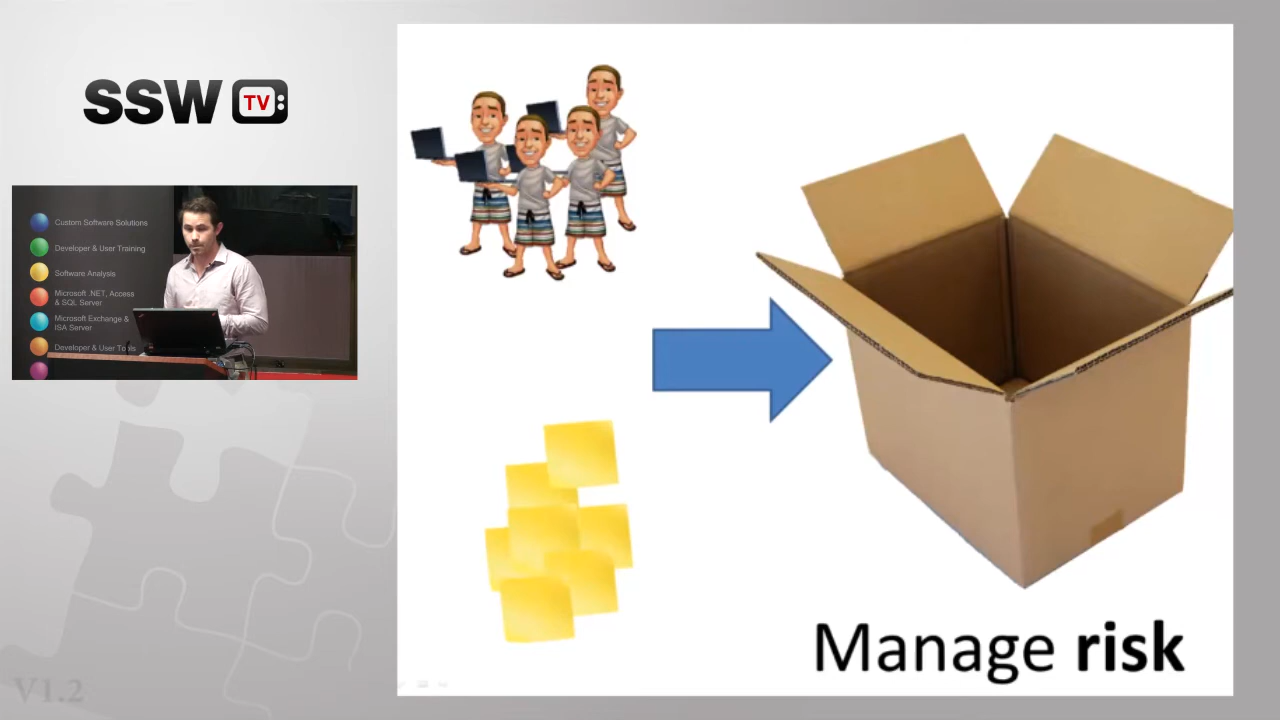 SSW TV
Custom Software Solutions
Developer & User Training
Software Analysis
Microsoft .NET, Access
& SQL Server
Microsoft Exchange &
ISA Server
Developer & User Tools
Manage risk
V1.2